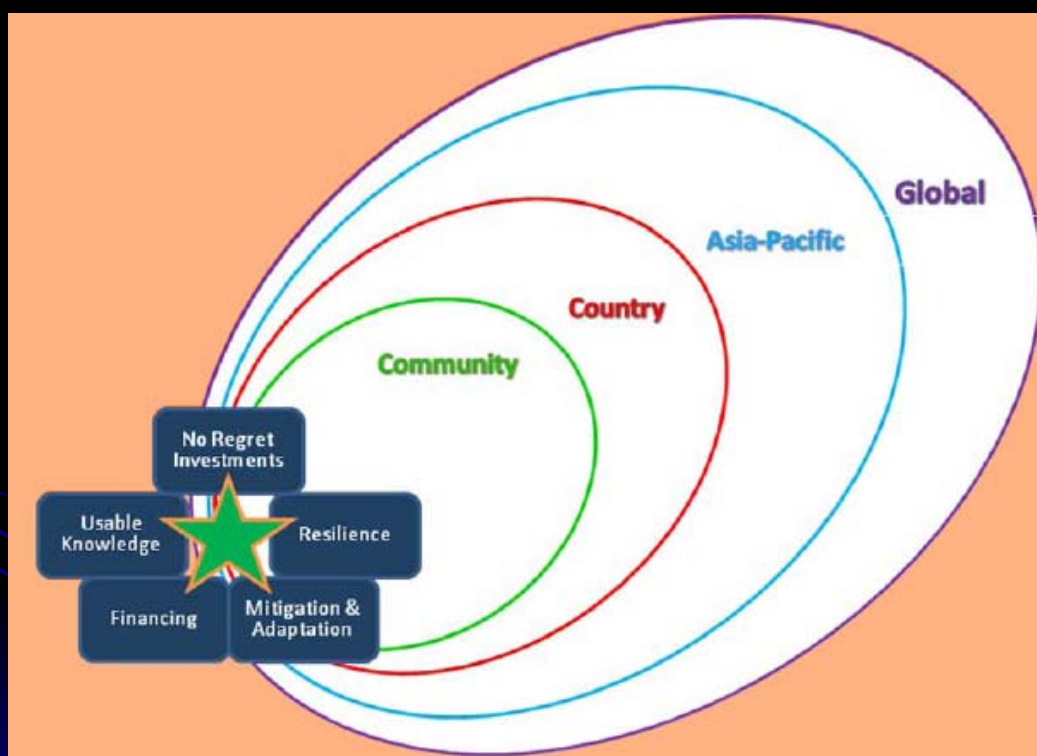 Global
Asia-Pacific
Country
Community
No Regret
Investments
Usable
Knowledge
Resilience
Financing
Mitigation &
Adaptation